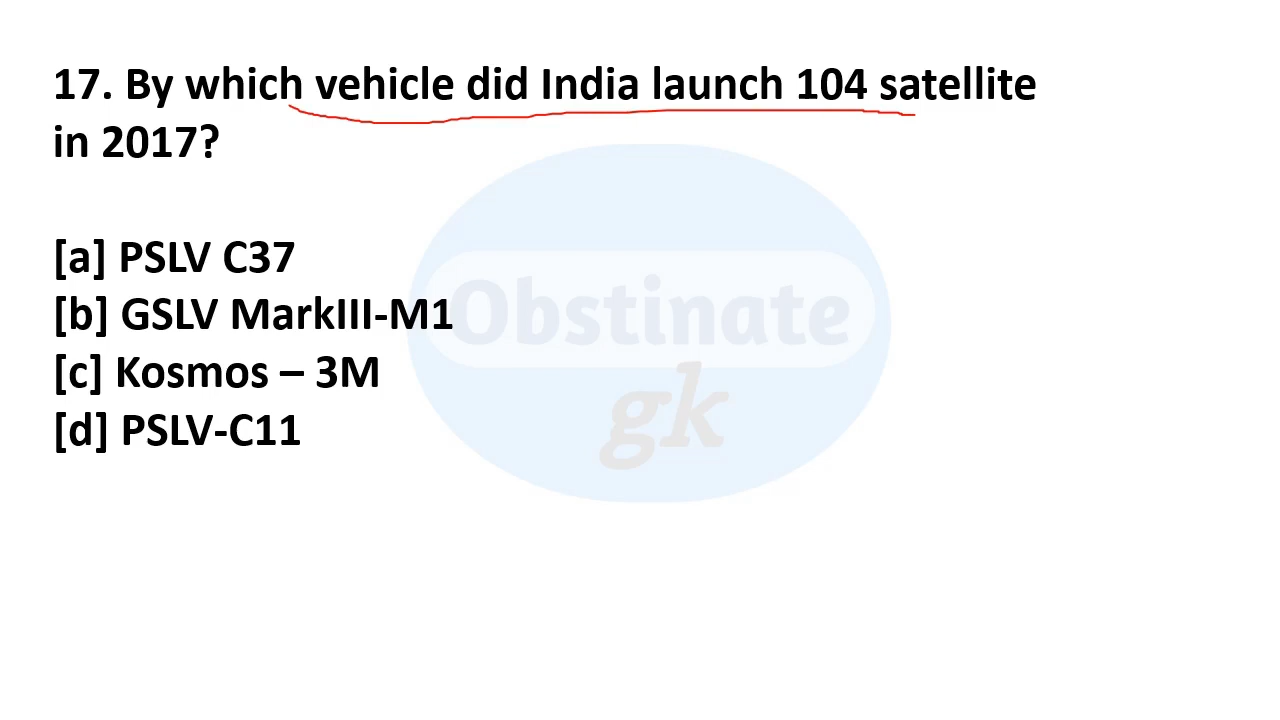 17. By which vehicle did India launch 104 satellite
in 2017?
[a] PSLV C37
[b] GSLV MarkIII-M1
[c] Kosmos – 3M
[d] PSLV-C11
Obstinate
gk